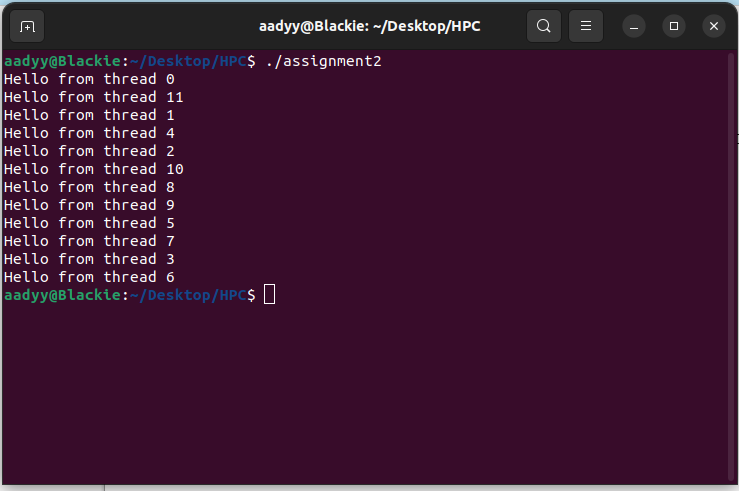 aadyy@Blackie: ~/Desktop/HPC
aadyy@Blackie:~/Desktop/HPC$ ./assignment2
Hello from thread 0
Hello from thread 11
Hello from thread 1
Hello from thread 4
Hello from thread 2
Hello from thread 10
Hello from thread 8
Hello from thread 9
Hello from thread 5
Hello from thread 7
Hello from thread 3
Hello from thread 6
aadyy@Blackie:~/Desktop/HPC$